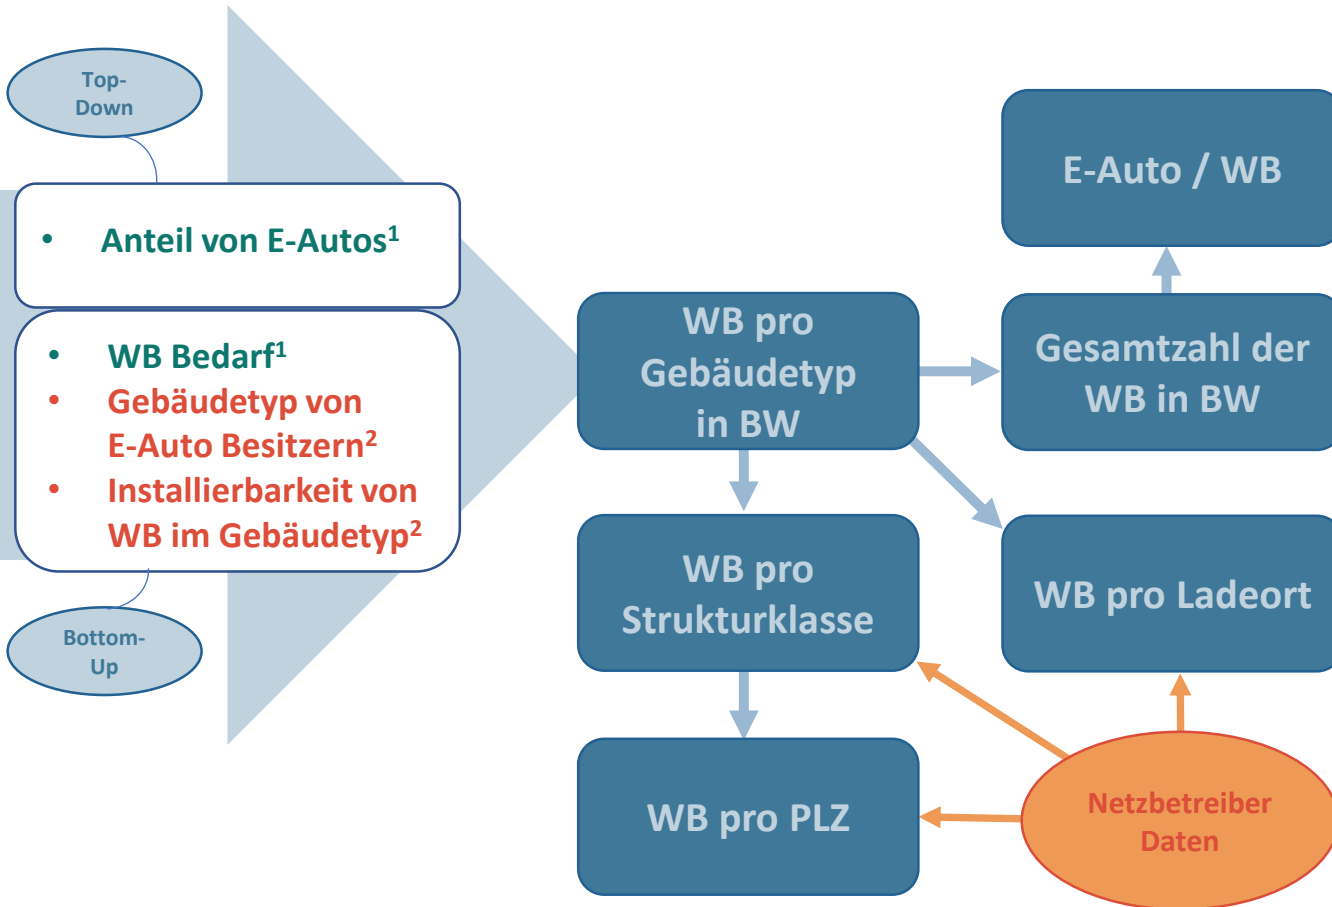 Top-
Down
• Anteil von E-Autos¹
• WB Bedarf¹
• Gebäudetyp von
E-Auto Besitzern²
• Installierbarkeit von
WB im Gebäudetyp²
Bottom-
Up
WB pro
Gebäudetyp
in BW
E-Auto / WB
Gesamtzahl der
WB in BW
WB pro
Strukturklasse
WB pro Ladeort
WB pro PLZ
Netzbetreiber
Daten